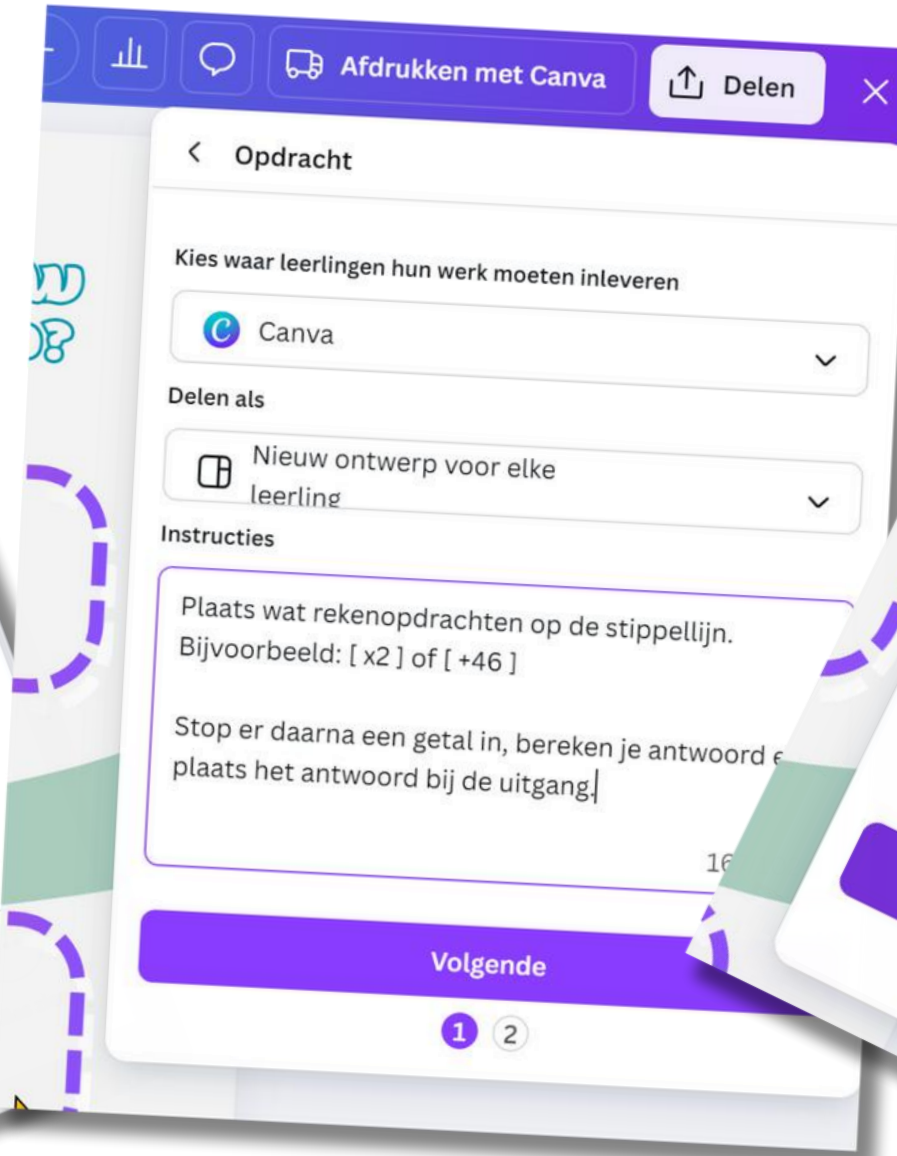 Afdrukken met Canva
Delen
Opdracht
Kies waar leerlingen hun werk moeten inleveren
Canva
Delen als
Nieuw ontwerp voor elke
leerling
Instructies
Plaats wat rekenopdrachten op de stippellijn.
Bijvoorbeeld: [ x2 ] of [ +46 ]
Stop er daarna een getal in, bereken je antwoord
plaats het antwoord bij de uitgang.
Volgende
1 2